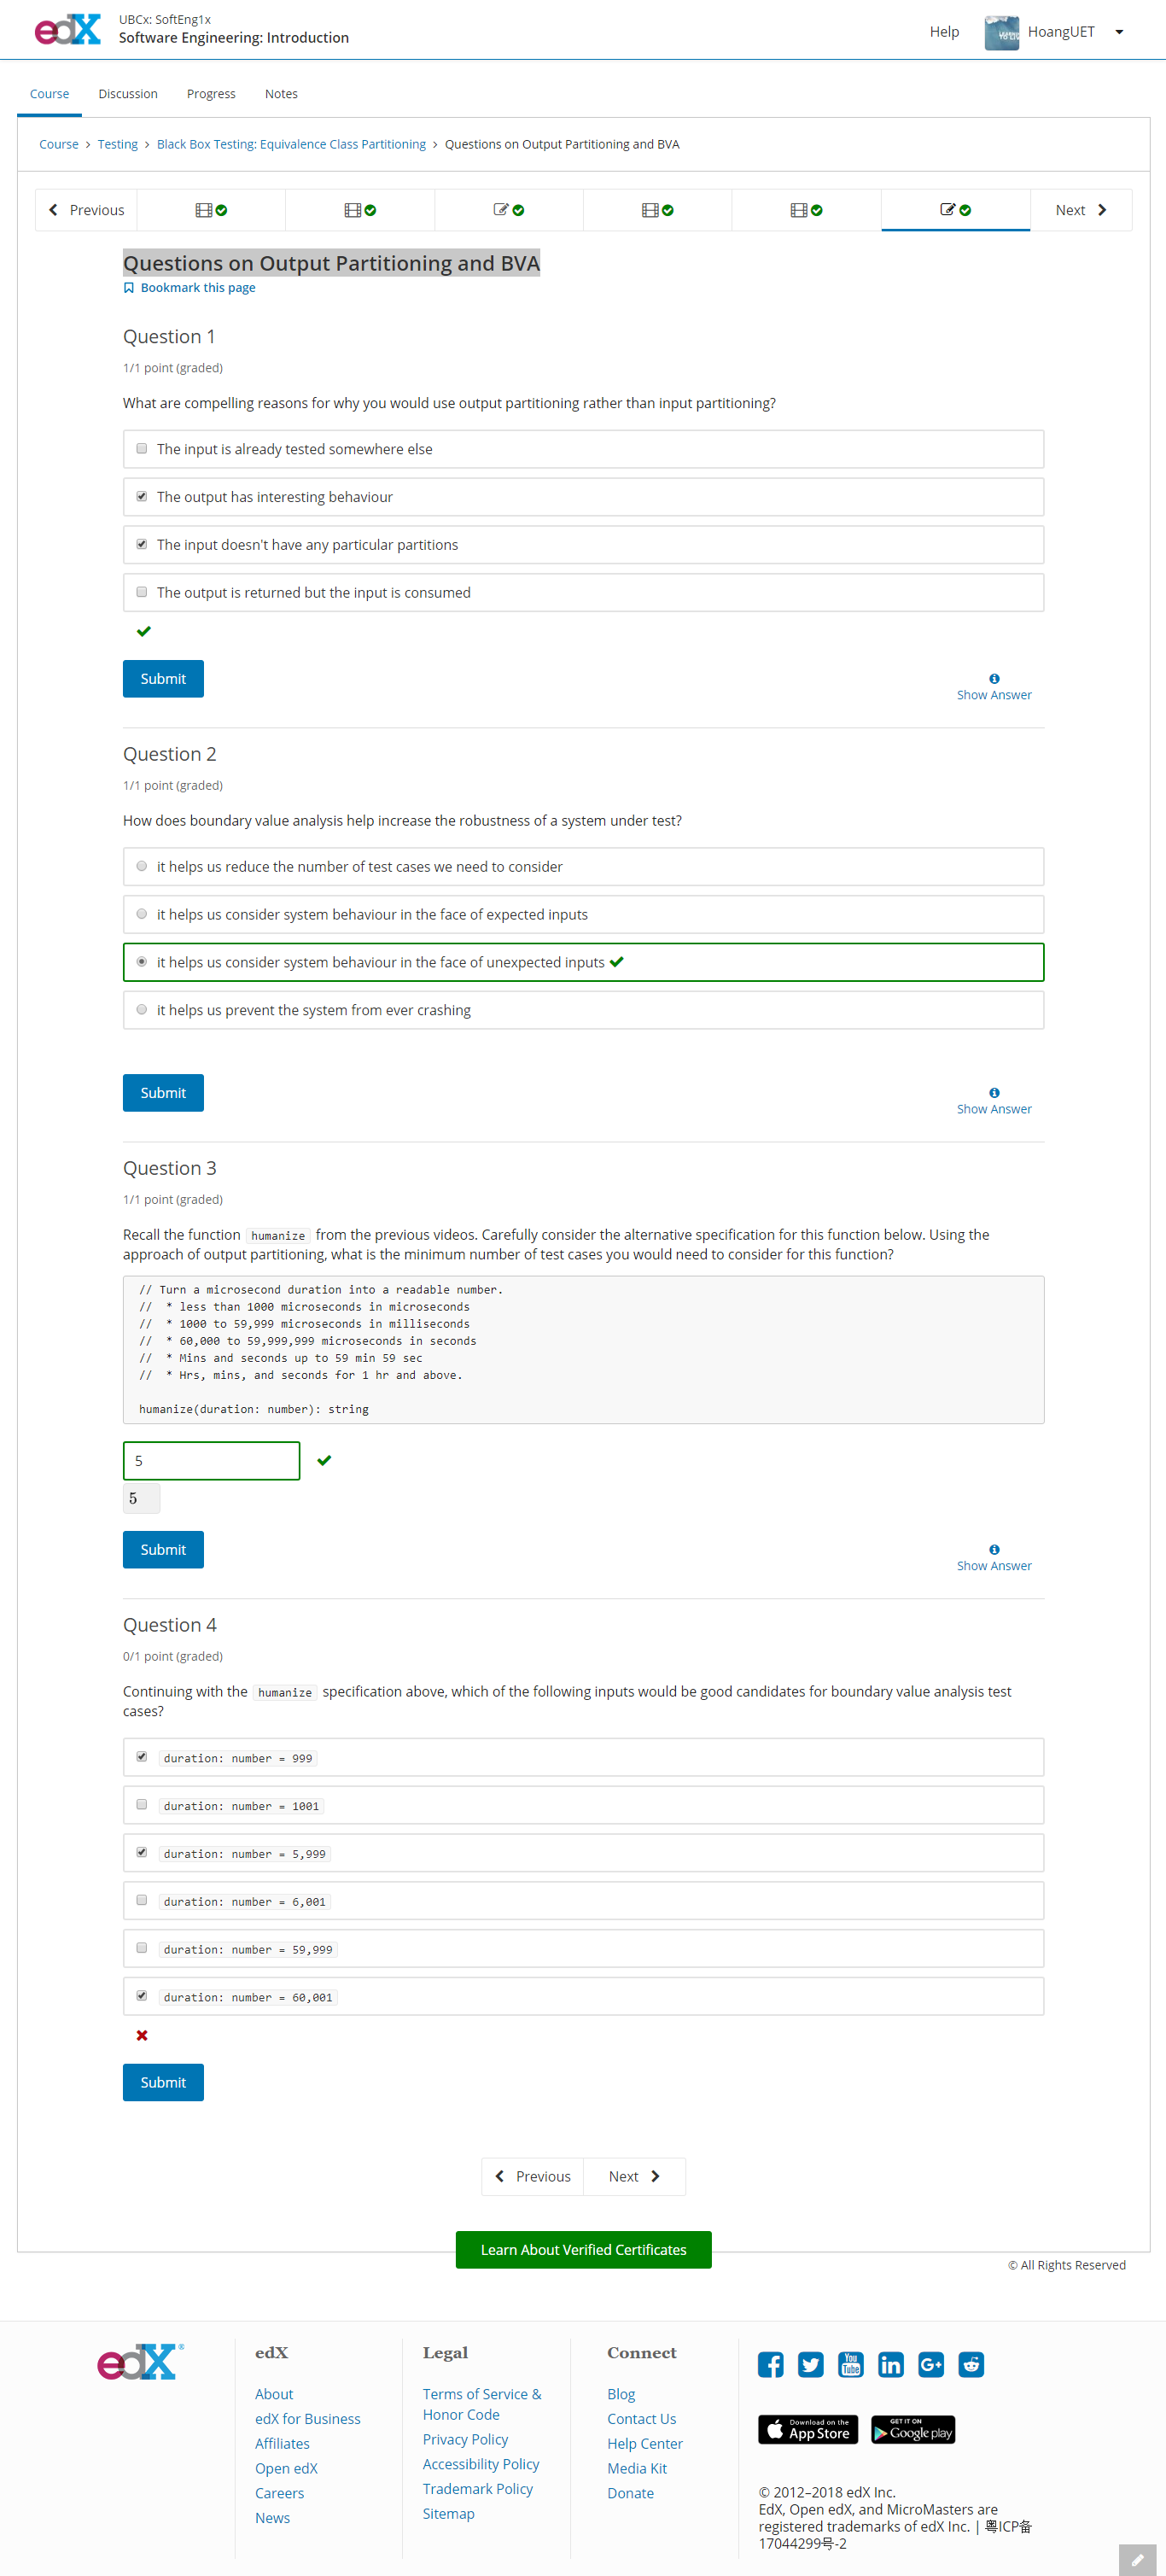 edX
UBCx: SoftEng1x
Software Engineering: Introduction
Help
HoangUET
Course
Discussion
Progress
Notes
Course > Testing > Black Box Testing: Equivalence Class Partitioning > Questions on Output Partitioning and BVA
Previous
Next
Questions on Output Partitioning and BVA
Bookmark this page
Question 1
1/1 point (graded)
What are compelling reasons for why you would use output partitioning rather than input partitioning?
The input is already tested somewhere else
The output has interesting behaviour
The input doesn't have any particular partitions
The output is returned but the input is consumed
Submit
Show Answer
Question 2
1/1 point (graded)
How does boundary value analysis help increase the robustness of a system under test?
it helps us reduce the number of test cases we need to consider
it helps us consider system behaviour in the face of expected inputs
it helps us consider system behaviour in the face of unexpected inputs
it helps us prevent the system from ever crashing
Submit
Show Answer
Question 3
1/1 point (graded)
Recall the function humanize from the previous videos. Carefully consider the alternative specification for this function below. Using the
approach of output partitioning, what is the minimum number of test cases you would need to consider for this function?
// Turn a microsecond duration into a readable number.
//  * less than 1000 microseconds in microseconds
//  * 1000 to 59,999 microseconds in milliseconds
//  * 60,000 to 59,999,999 microseconds in seconds
//  * Mins and seconds up to 59 min 59 sec
//  * Hrs, mins, and seconds for 1 hr and above.
humanize(duration: number): string
5
5
Submit
Show Answer
Question 4
0/1 point (graded)
Continuing with the humanize specification above, which of the following inputs would be good candidates for boundary value analysis test
cases?
duration: number = 999
duration: number = 1001
duration: number = 5,999
duration: number = 6,001
duration: number = 59,999
duration: number = 60,001
Submit
Previous
Next
Learn About Verified Certificates
© All Rights Reserved
edX®
edX
About
edX for Business
Affiliates
Open edX
Careers
News
Legal
Terms of Service &
Honor Code
Privacy Policy
Accessibility Policy
Trademark Policy
Sitemap
Connect
Blog
Contact Us
Help Center
Media Kit
Donate
You
Tube
in
G+
Download on the
App Store
GET IT ON
Google play
© 2012–2018 edX Inc.
EdX, Open edX, and MicroMasters are
registered trademarks of edX Inc. | 粤ICP备
17044299号-2